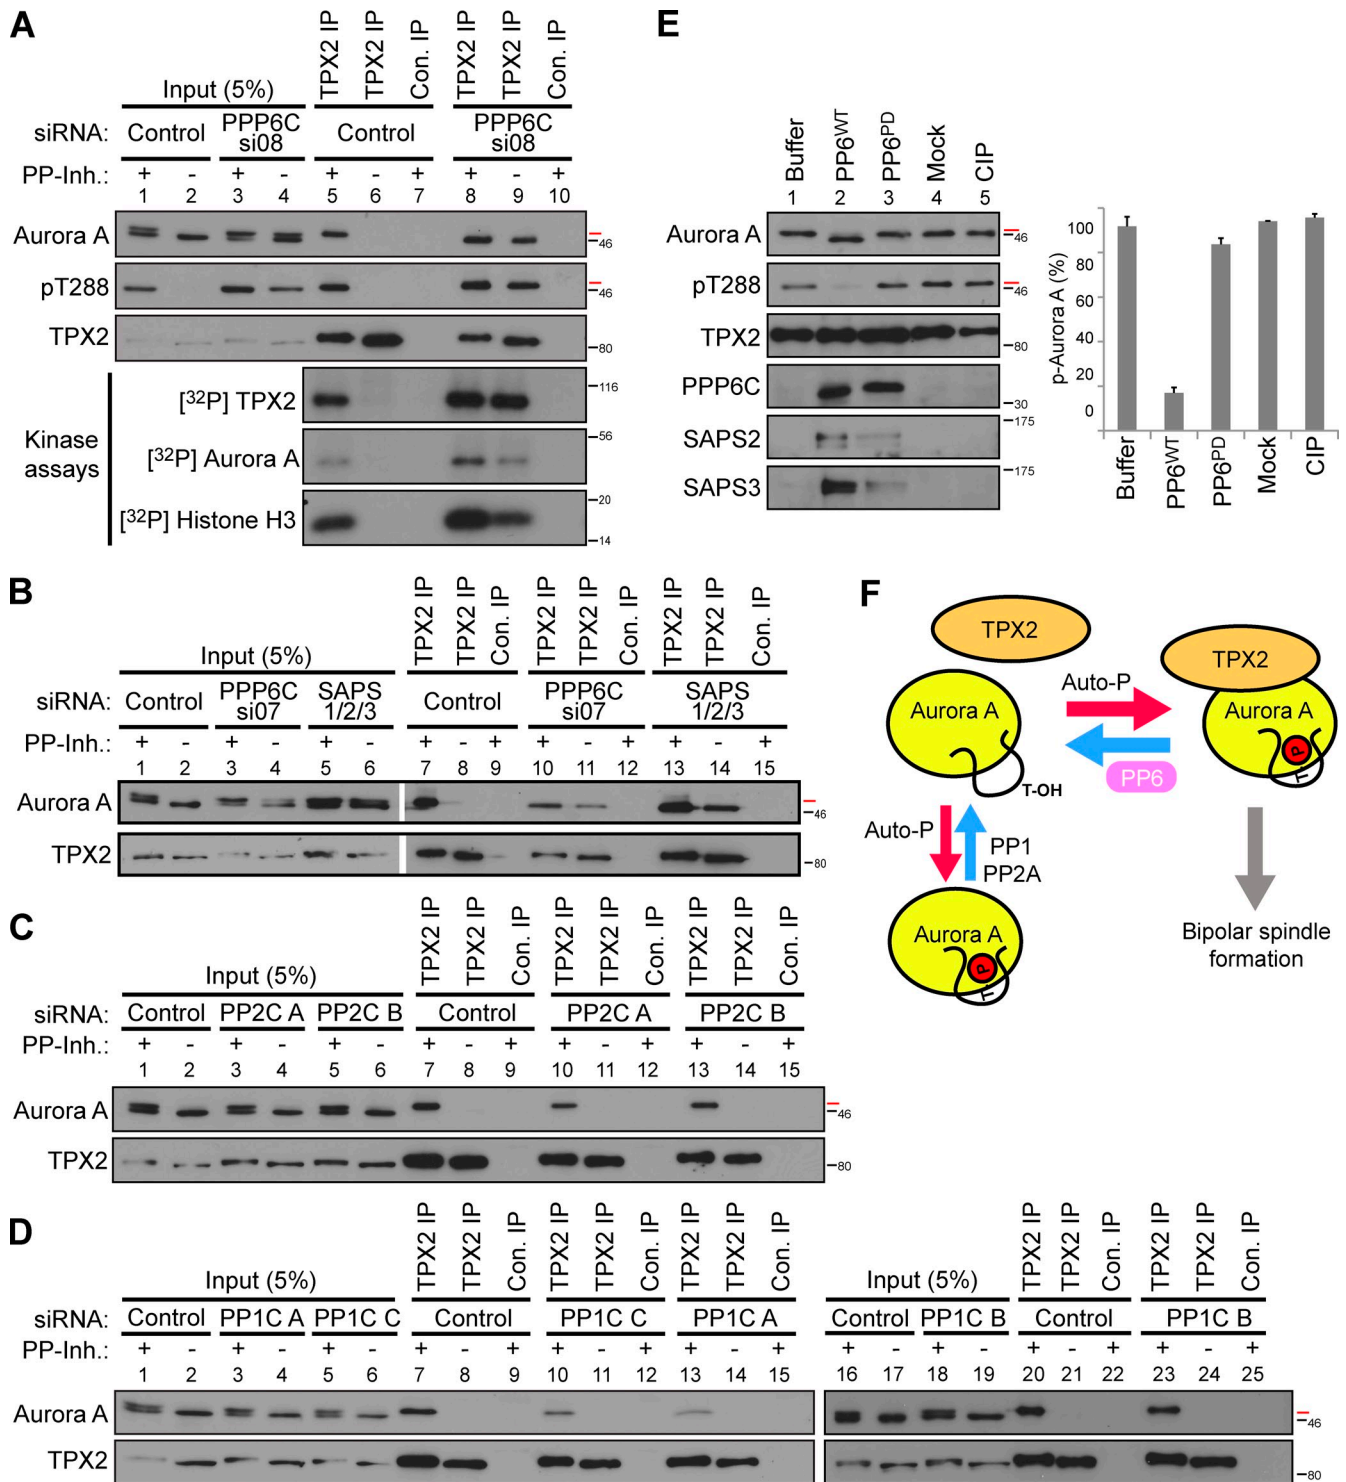 A
TPX2 IP
TPX2 IP
Con. IP
TPX2 IP
TPX2 IP
Con. IP
Input (5%)
siRNA: Control PPP6C si08 Control PPP6C si08
PP-Inh.: + - + - + - + + - +
1 2 3 4 5 6 7 8 9 10
Aurora A 46
pT288 46
TPX2 80
Kinase assays
[32P] TPX2 116
[32P] Aurora A 56
[32P] Histone H3 20
14
B
TPX2 IP
TPX2 IP
Con. IP
TPX2 IP
TPX2 IP
Con. IP
TPX2 IP
TPX2 IP
Con. IP
Input (5%)
siRNA: Control PPP6C si07 SAPS 1/2/3 Control PPP6C si07 SAPS 1/2/3
PP-Inh.: + - + - + - + - + + - + + - +
1 2 3 4 5 6 7 8 9 10 11 12 13 14 15
Aurora A 46
TPX2 80
C
TPX2 IP
TPX2 IP
Con. IP
TPX2 IP
TPX2 IP
Con. IP
TPX2 IP
TPX2 IP
Con. IP
Input (5%)
siRNA: Control PP2C A PP2C B Control PP2C A PP2C B
PP-Inh.: + - + - + - + - + + - + + - +
1 2 3 4 5 6 7 8 9 10 11 12 13 14 15
Aurora A 46
TPX2 80
D
TPX2 IP
TPX2 IP
Con. IP
TPX2 IP
TPX2 IP
Con. IP
TPX2 IP
TPX2 IP
Con. IP
TPX2 IP
TPX2 IP
Con. IP
TPX2 IP
TPX2 IP
Con. IP
Input (5%) Input (5%)
siRNA: Control PP1C A PP1C C Control PP1C C PP1C A Control PP1C B Control PP1C B
PP-Inh.: + - + - + - + - + + - + + - + + - + - + - + + - +
1 2 3 4 5 6 7 8 9 10 11 12 13 14 15 16 17 18 19 20 21 22 23 24 25
Aurora A 46
TPX2 80
E
Buffer
PP6WT
PP6PD
Mock
CIP
1 2 3 4 5
Aurora A 46
pT288 46
TPX2 80
PPP6C 30
SAPS2 175
SAPS3 175
p-Aurora A (%)
100
80
60
40
20
0
Buffer
PP6WT
PP6PD
Mock
CIP
F
TPX2
TPX2
Aurora A
Auto-P
Aurora A
P
T
T-OH
PP6
Auto-P
PP1
PP2A
Aurora A
P
T
Bipolar spindle
formation